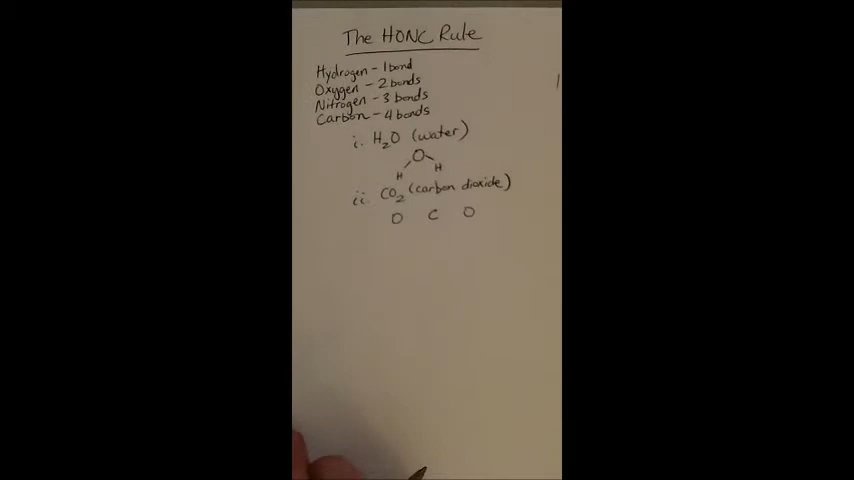 The HONC Rule
Hydrogen - 1 bond
Oxygen - 2 bonds
Nitrogen - 3 bonds
Carbon - 4 bonds
i. H₂O (water)
O
H H
ii. CO₂ (carbon dioxide)
O C O